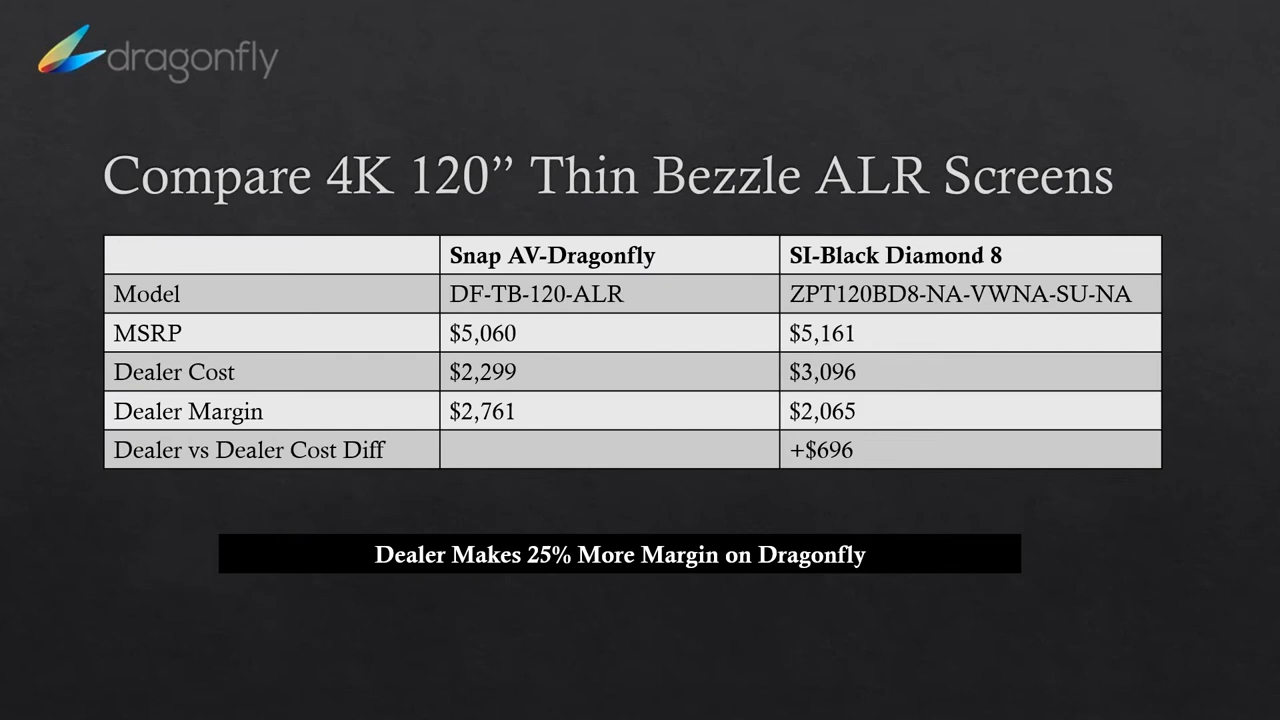 dragonfly
Compare 4K 120” Thin Bezzle ALR Screens
Snap AV-Dragonfly SI-Black Diamond 8
Model DF-TB-120-ALR ZPT120BD8-NA-VWNA-SU-NA
MSRP $5,060 $5,161
Dealer Cost $2,299 $3,096
Dealer Margin $2,761 $2,065
Dealer vs Dealer Cost Diff +$696
Dealer Makes 25% More Margin on Dragonfly